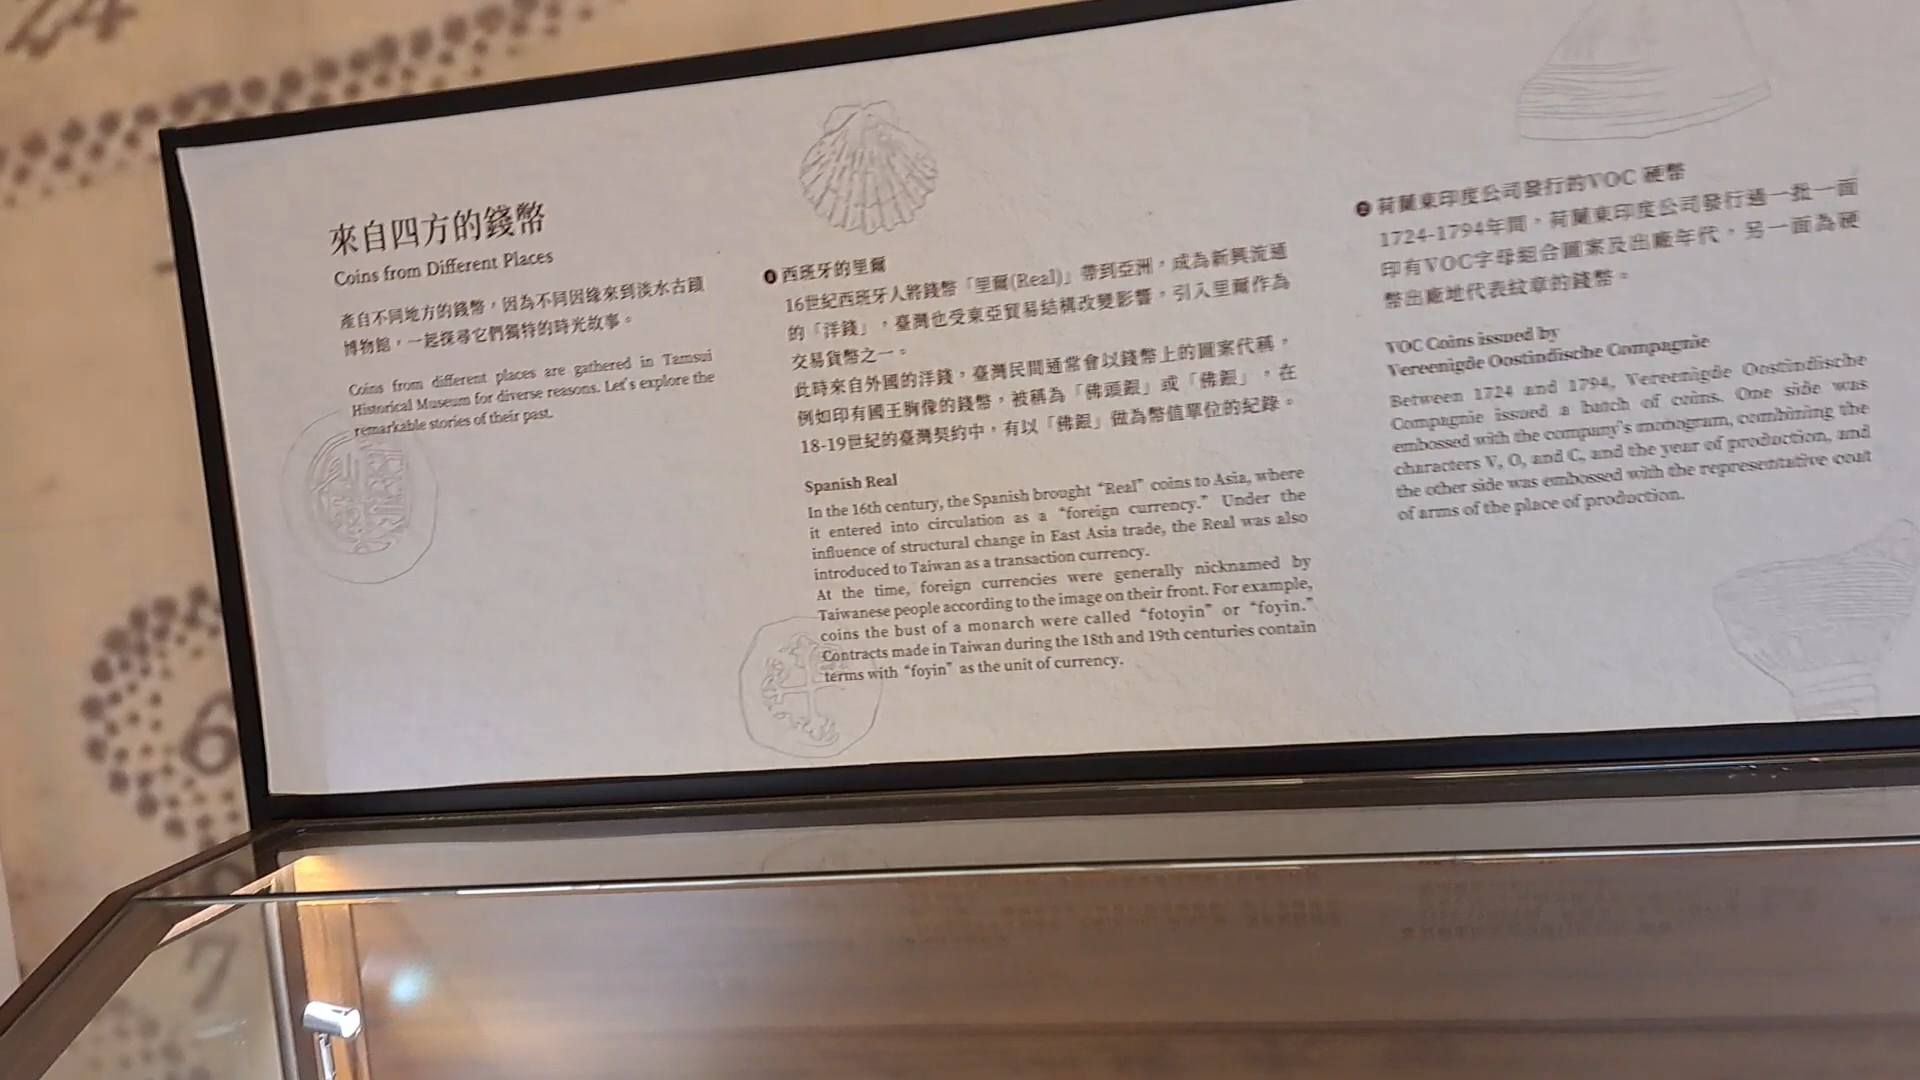 來自四方的錢幣
Coins from Different Places
產自不同地方的錢幣，因為不同因緣來到淡水古蹟
博物館，一起探尋它們獨特的時光故事。
Coins from different places are gathered in Tamsui
Historical Museum for diverse reasons. Let's explore the
remarkable stories of their past.
❶ 西班牙的里爾
16世紀西班牙人將錢幣「里爾(Real)」帶到亞洲，成為新興流通
的「洋錢」，臺灣也受東亞貿易結構改變影響，引入里爾作為
交易貨幣之一。
此時來自外國的洋錢，臺灣民間通常會以錢幣上的圖案代稱，
例如印有國王胸像的錢幣，被稱為「佛頭銀」或「佛銀」，在
18-19世紀的臺灣契約中，有以「佛銀」做為幣值單位的紀錄。
Spanish Real
In the 16th century, the Spanish brought “Real” coins to Asia, where
it entered into circulation as a “foreign currency.” Under the
influence of structural change in East Asia trade, the Real was also
introduced to Taiwan as a transaction currency.
At the time, foreign currencies were generally nicknamed by
Taiwanese people according to the image on their front. For example,
coins the bust of a monarch were called “fotoyin” or “foyin.”
Contracts made in Taiwan during the 18th and 19th centuries contain
terms with “foyin” as the unit of currency.
❷ 荷蘭東印度公司發行的VOC 硬幣
1724-1794年間，荷蘭東印度公司發行過一批一面
印有VOC字母組合圖案及出廠年代，另一面為硬
幣出廠地代表紋章的錢幣。
VOC Coins issued by
Vereenigde Oostindische Compagnie
Between 1724 and 1794, Vereenigde Oostindische
Compagnie issued a batch of coins. One side was
embossed with the company's monogram, combining the
characters V, O, and C, and the year of production, and
the other side was embossed with the representative coat
of arms of the place of production.
24
6
7